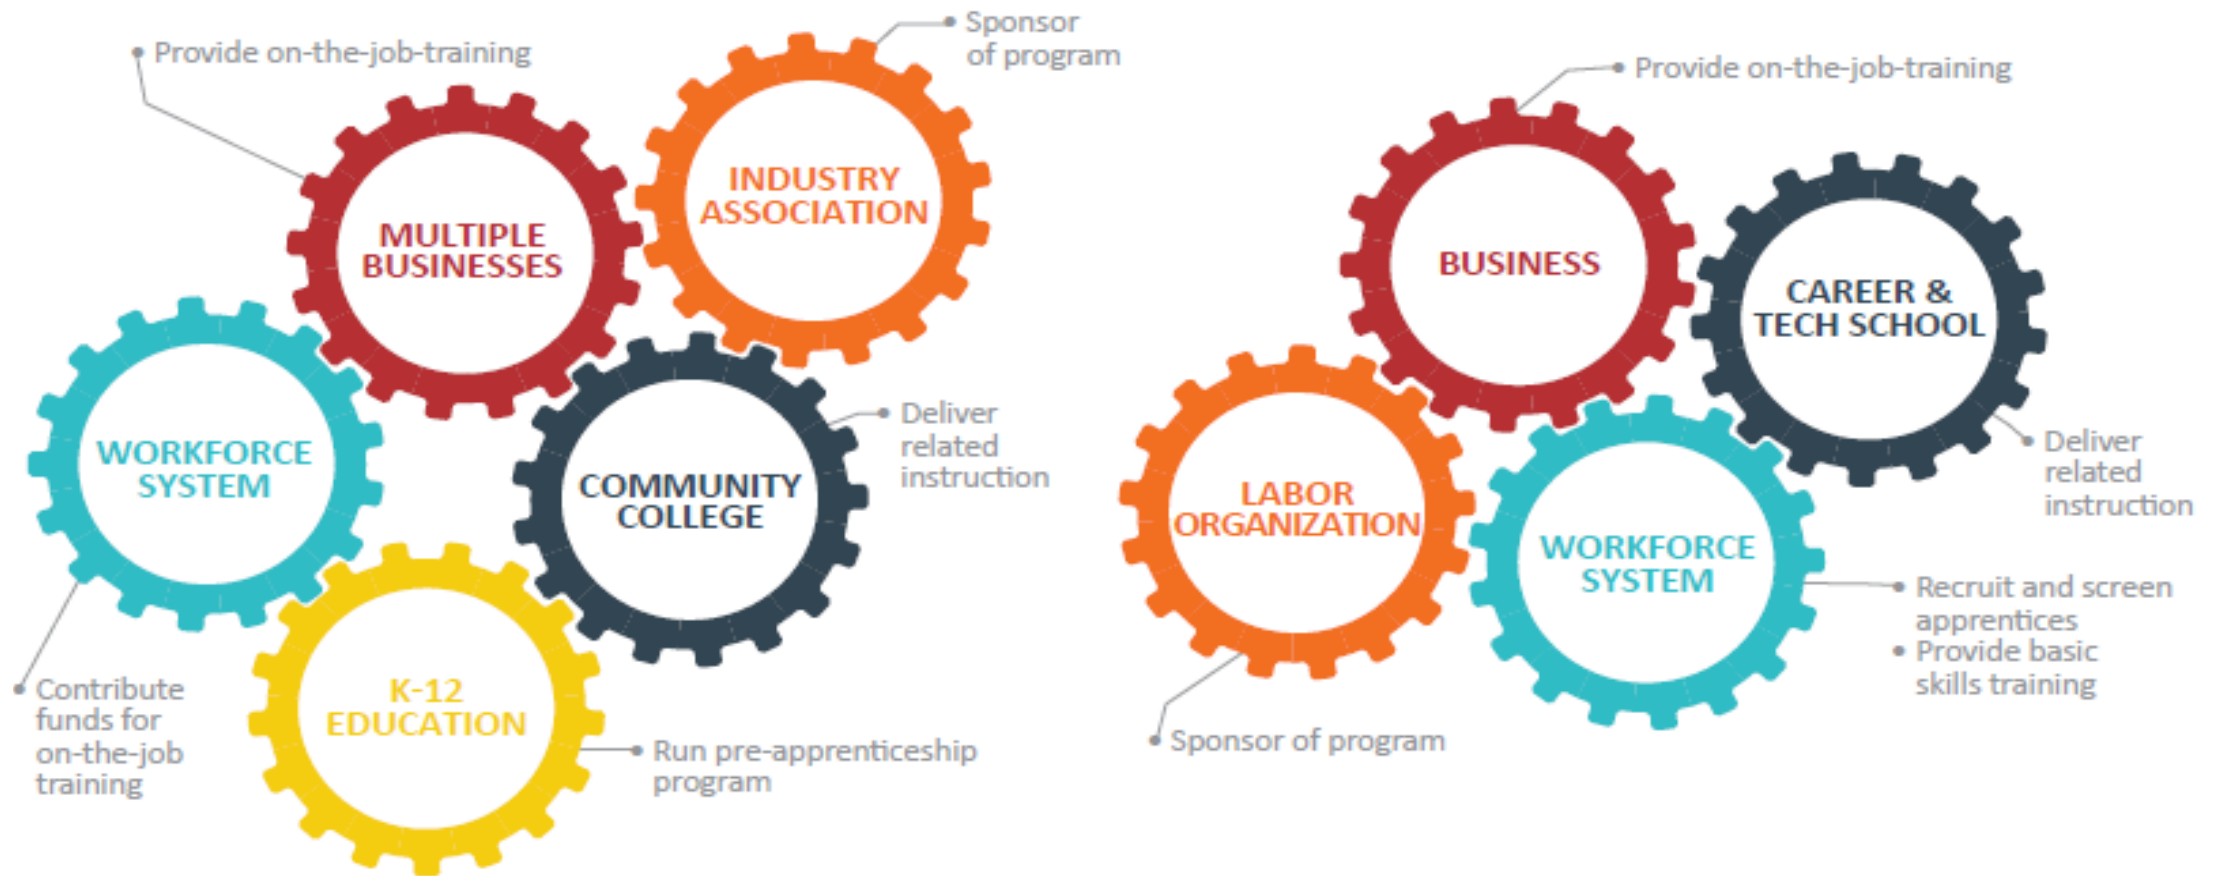 • Provide on-the-job-training
• Sponsor
of program
MULTIPLE
BUSINESSES
INDUSTRY
ASSOCIATION
WORKFORCE
SYSTEM
COMMUNITY
COLLEGE
• Deliver
related
instruction
K-12
EDUCATION
• Contribute
funds for
on-the-job
training
• Run pre-apprenticeship
program
• Provide on-the-job-training
BUSINESS
CAREER &
TECH SCHOOL
LABOR
ORGANIZATION
WORKFORCE
SYSTEM
• Deliver
related
instruction
• Recruit and screen
apprentices
• Provide basic
skills training
• Sponsor of program